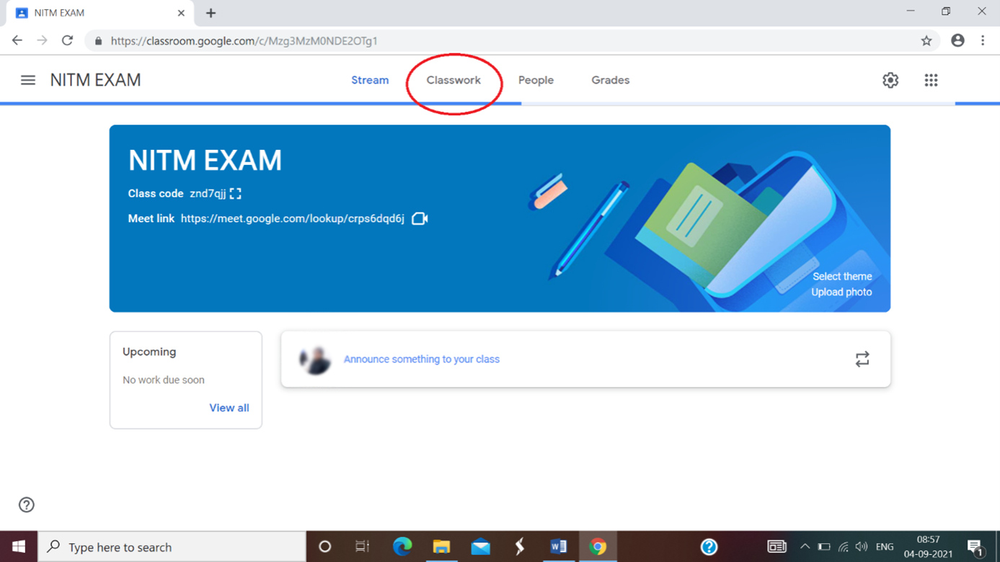 NITM EXAM
https://classroom.google.com/c/Mzg3MzM0NDE2OTg1
NITM EXAM
Stream Classwork People Grades
NITM EXAM
Class code znd7qjj
Meet link https://meet.google.com/lookup/crps6dqd6j
Select theme
Upload photo
Upcoming
No work due soon
View all
Announce something to your class
Type here to search
ENG
08:57
04-09-2021
1